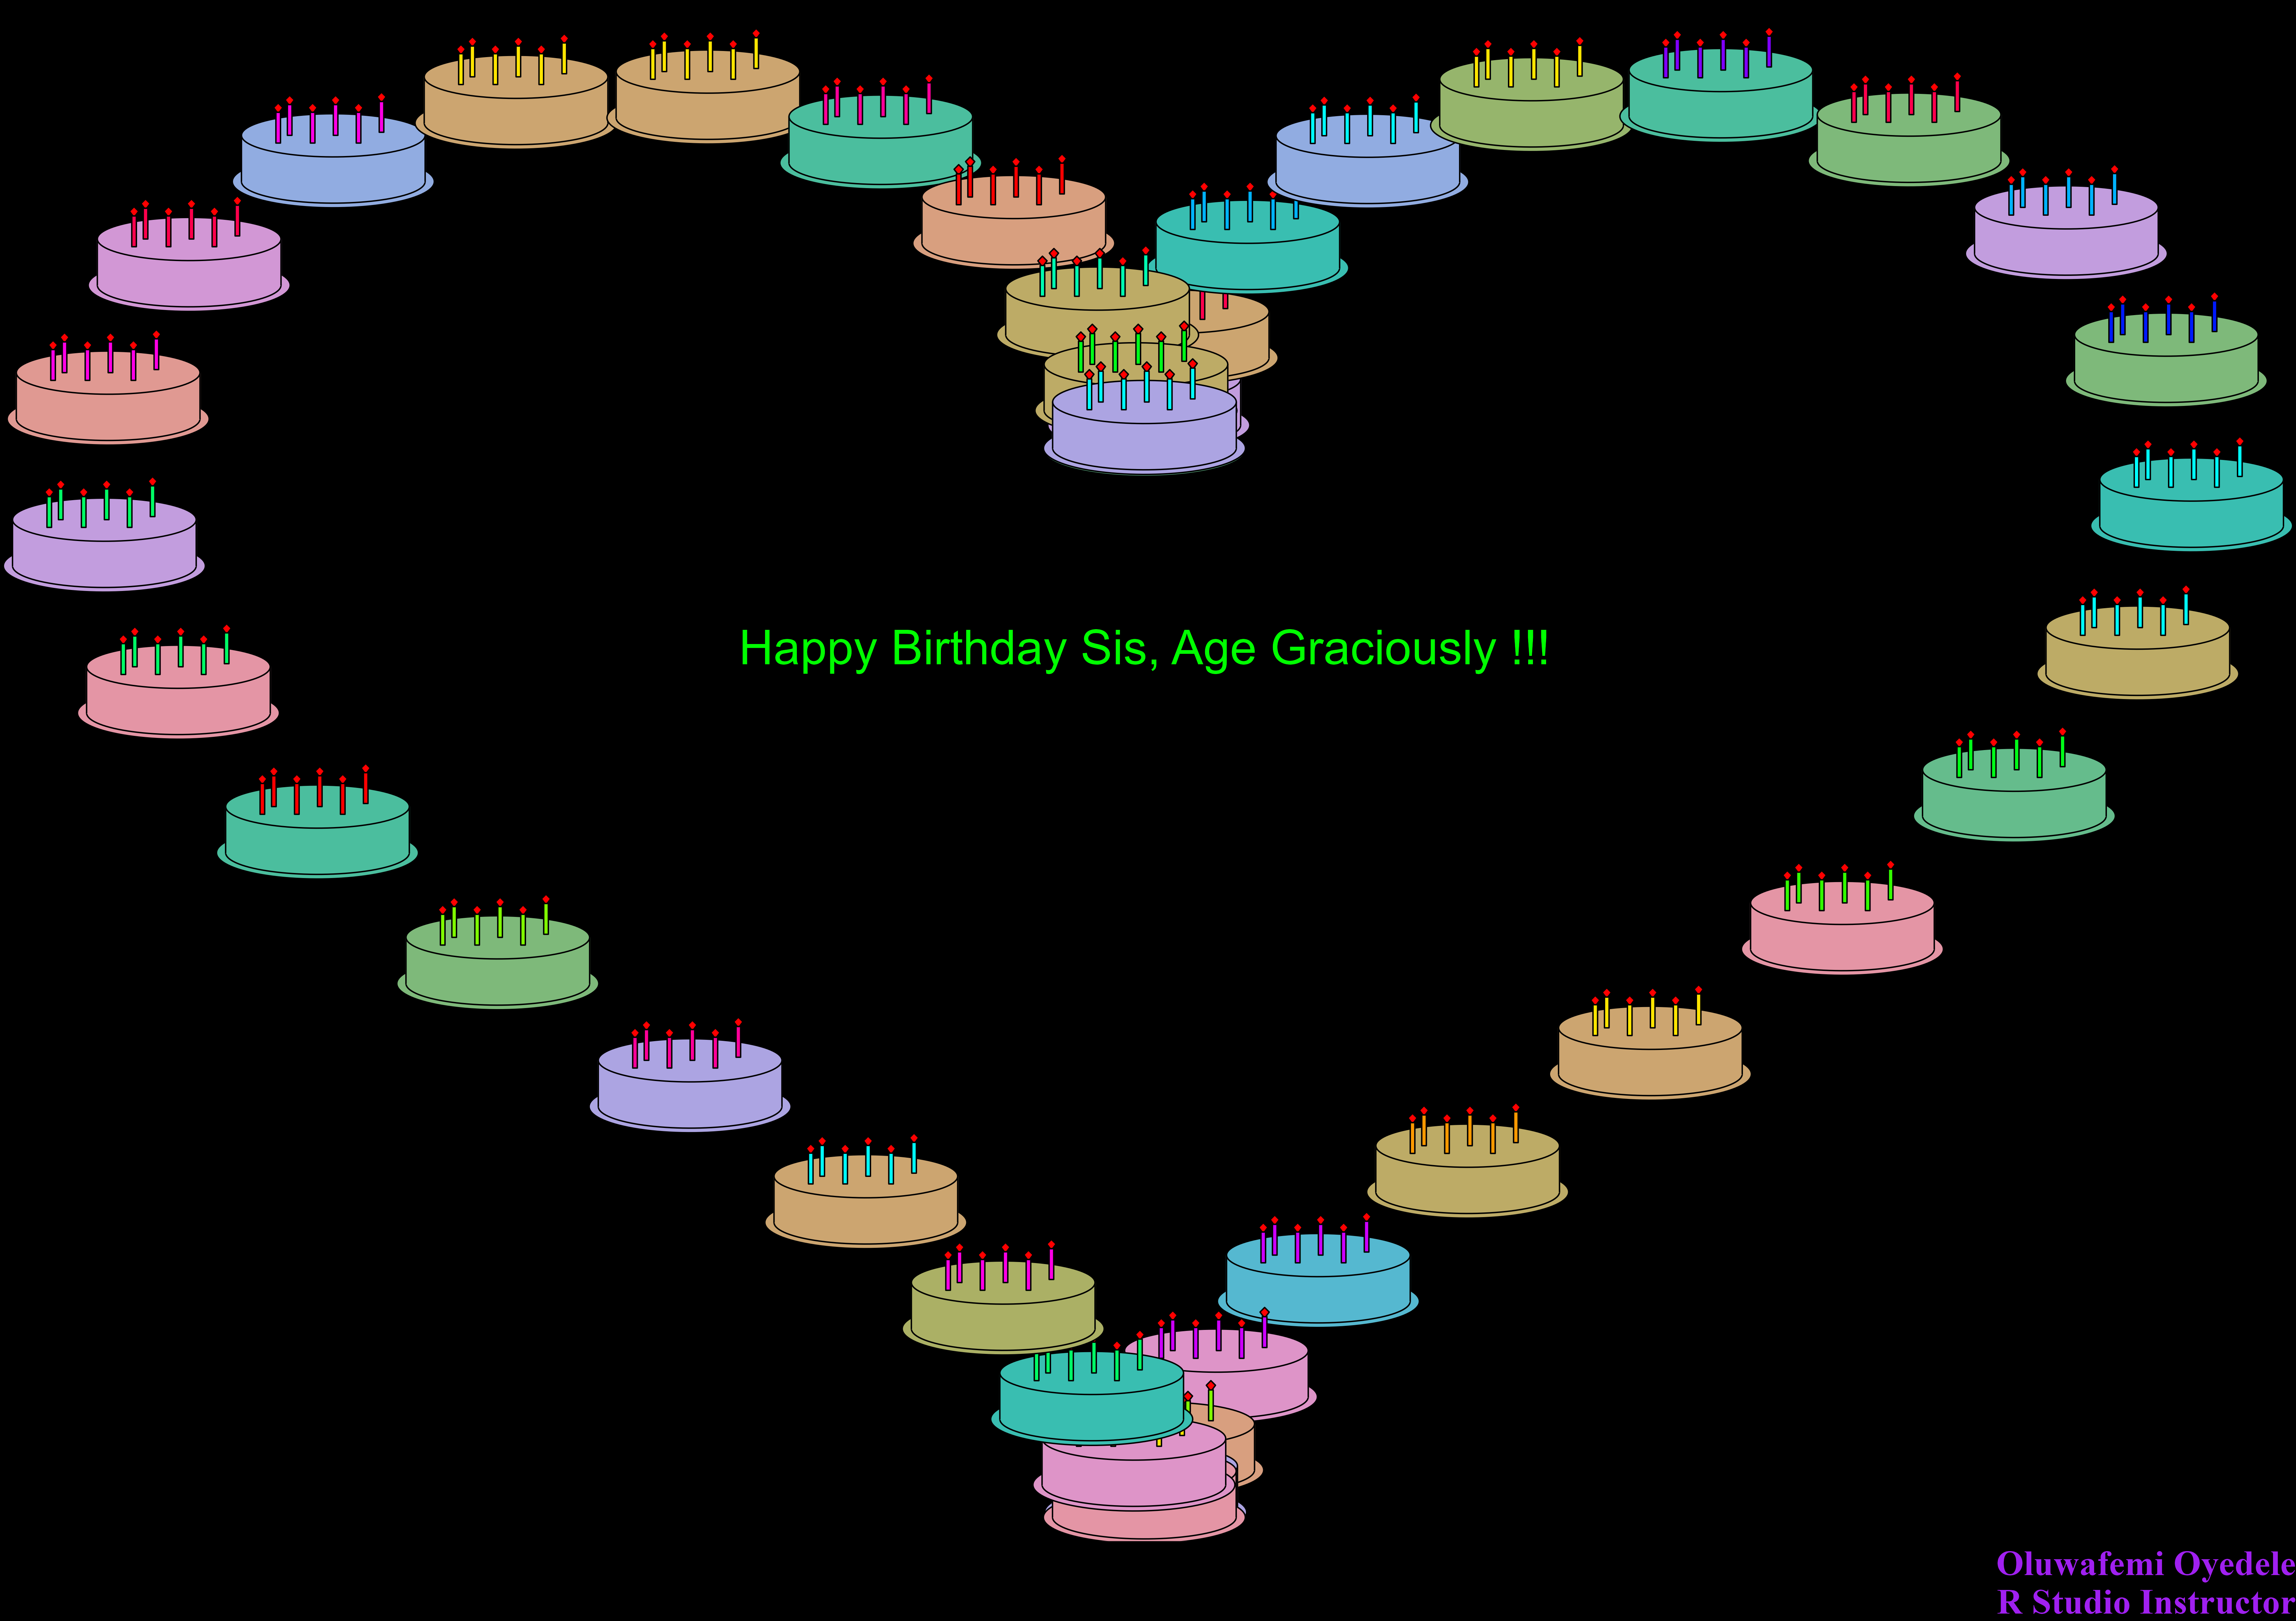 Happy Birthday Sis, Age Graciously !!!
Oluwafemi Oyedele
R Studio Instructor